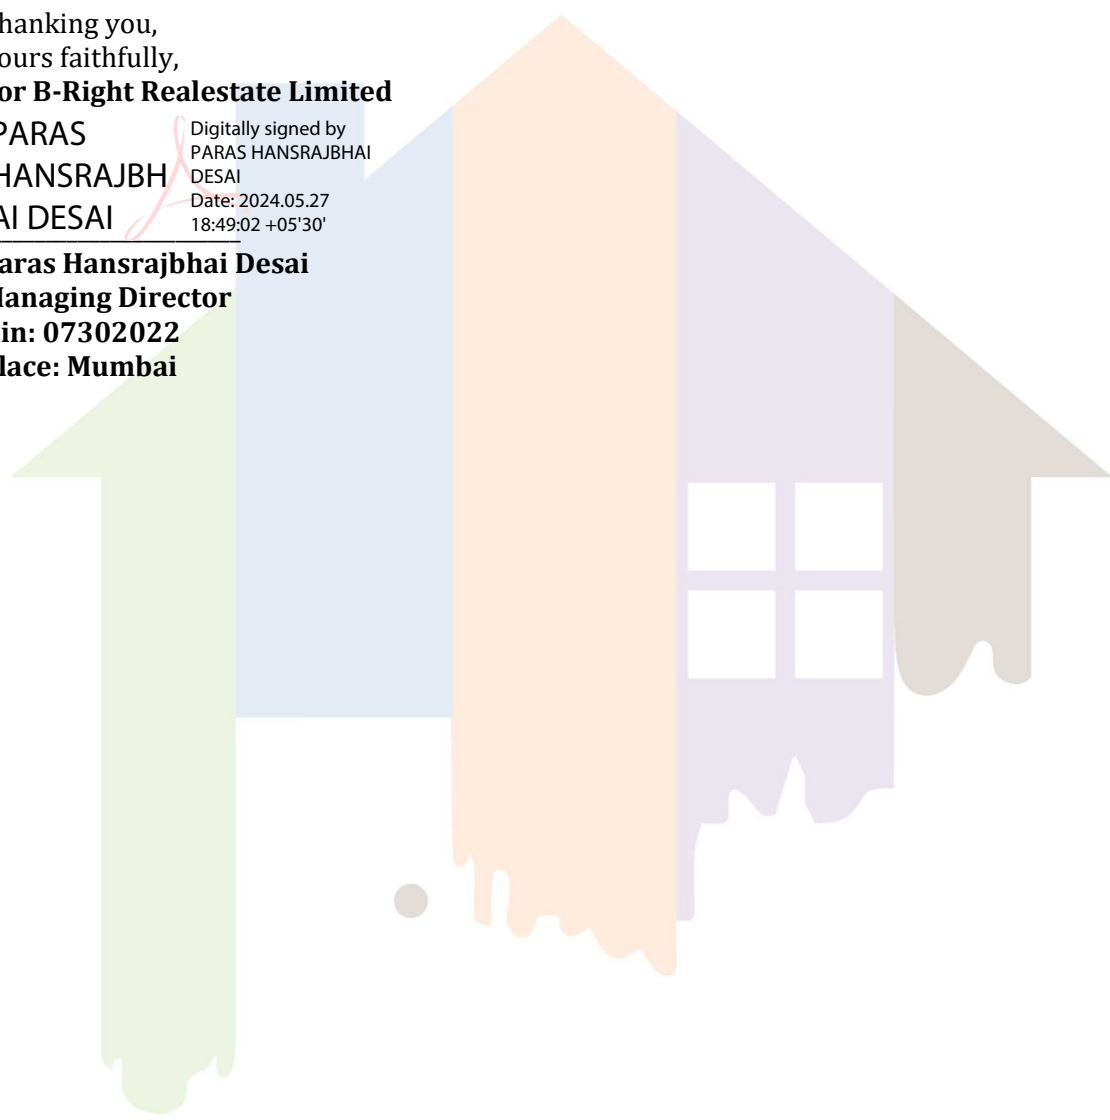 hanking you,
ours faithfully,
or B-Right Realestate Limited
PARAS
HANSRAJBH
AI DESAI
Digitally signed by
PARAS HANSRAJBHAI
DESAI
Date: 2024.05.27
18:49:02 +05'30'
aras Hansrajbhai Desai
anaging Director
in: 07302022
lace: Mumbai